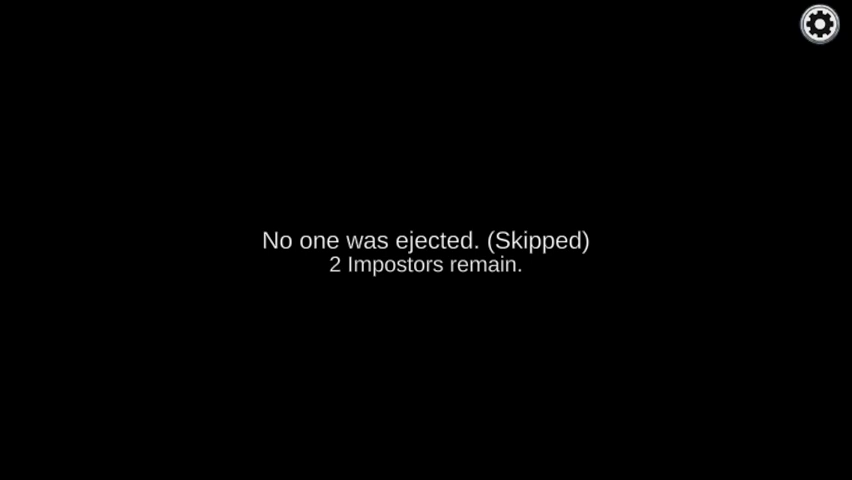 No one was ejected. (Skipped)
2 Impostors remain.